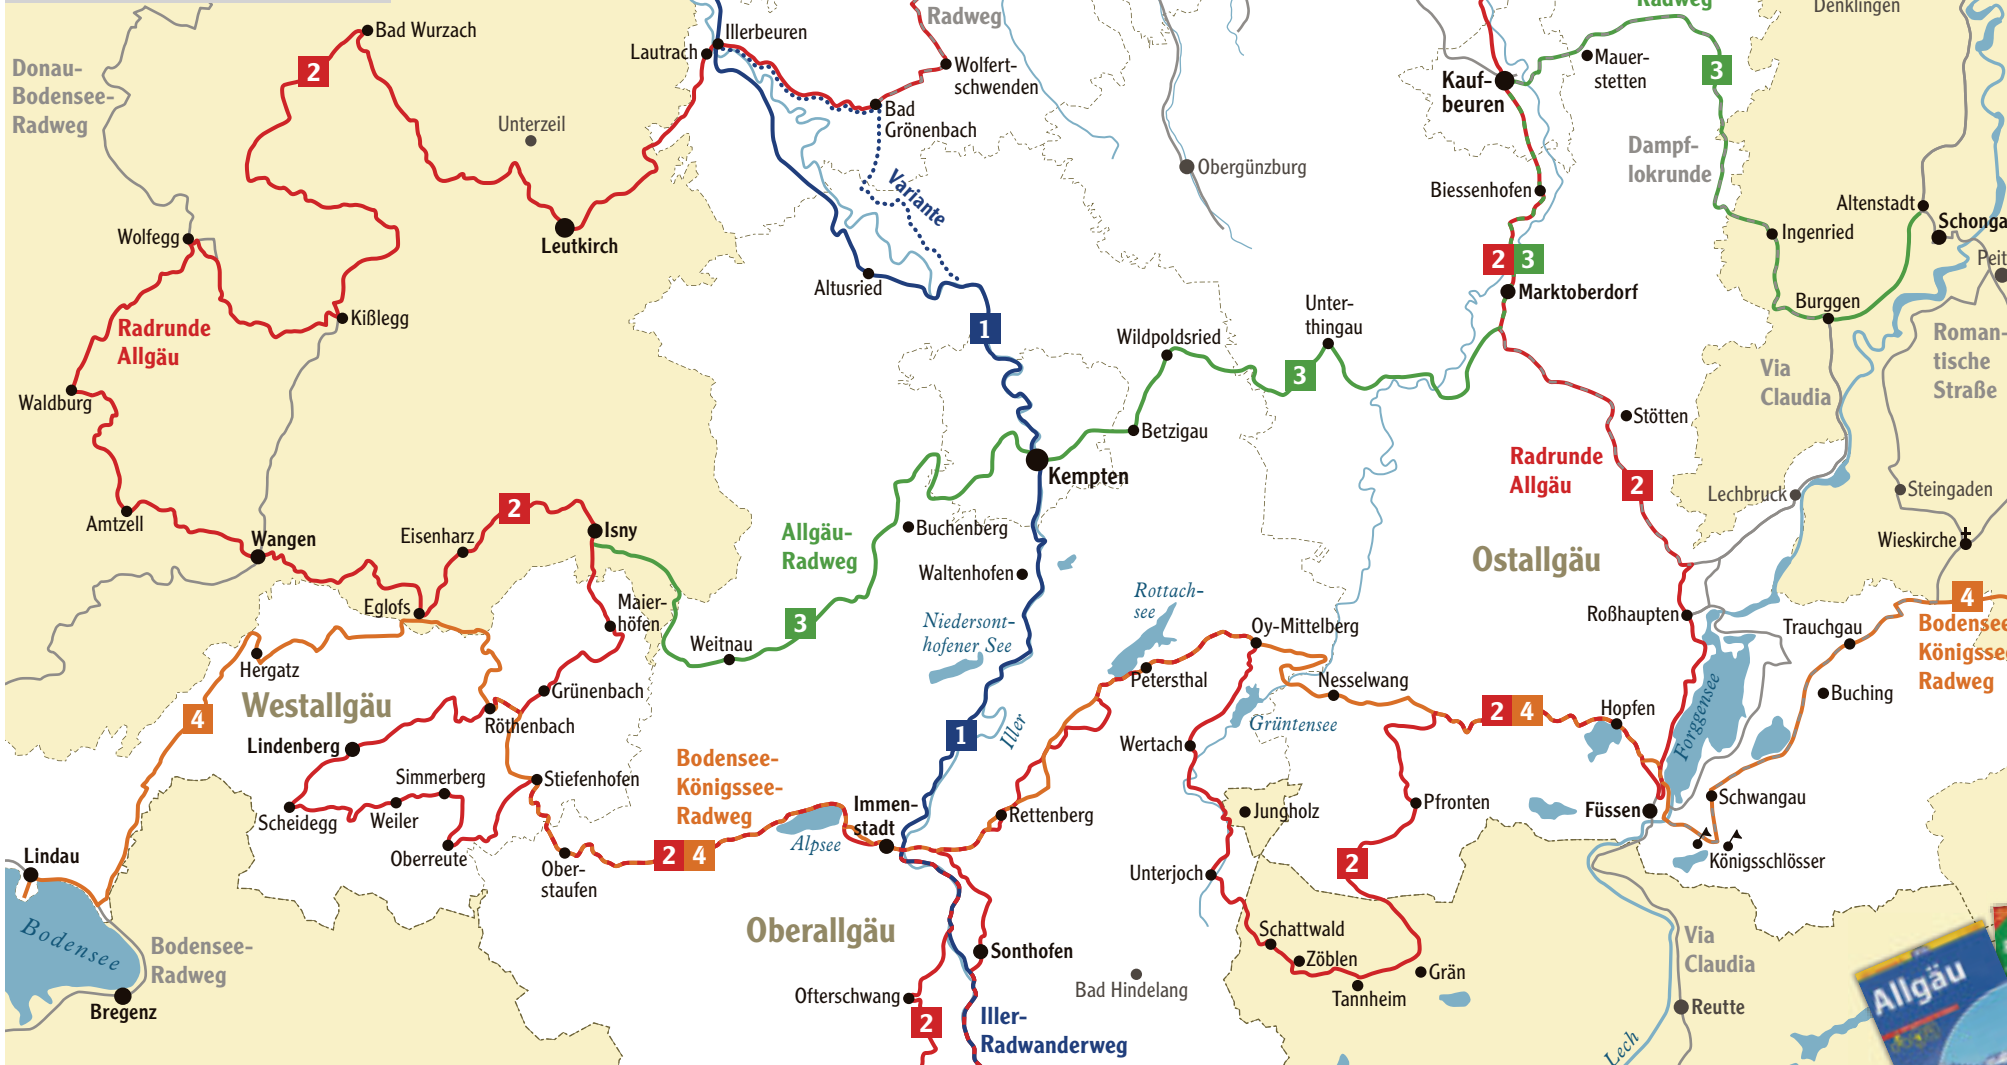 Radweg
Radweg
Denklingen
Bad Wurzach
Illerbeuren
Lautrach
2
Donau-
Bodensee-
Radweg
Wolfert-
schwenden
Mauer-
stetten
3
Kauf-
beuren
Unterzeil
Bad
Grönenbach
Dampf-
lokrunde
Obergünzburg
Variante
Biessenhofen
Altenstadt
Schonga
Wolfegg
Leutkirch
Ingenried
Peit
2 3
Altusried
Marktoberdorf
Burggen
Kißlegg
Radrunde
Allgäu
1
Unter-
thingau
Wildpoldsried
Roman-
tische
Straße
Via
Claudia
3
Waldburg
Stötten
Betzigau
Radrunde
Allgäu
2
Kempten
Lechbruck
Steingaden
2
Amtzell
Wangen
Eisenharz
Isny
Allgäu-
Radweg
Buchenberg
Wieskirche
Ostallgäu
Waltenhofen
Rottach-
see
4
Eglofs
Maier-
höfen
3
Niedersont-
hofener See
Oy-Mittelberg
Roßhaupten
Trauchgau
Bodensee
Königsse
Radweg
Weitnau
Hergatz
Petersthal
Nesselwang
Grünenbach
Buching
Westallgäu
4
Röthenbach
Hopfen
2 4
Grüntensee
Forggensee
Iller
1
Wertach
Lindenberg
Bodensee-
Königssee-
Radweg
Simmerberg
Stiefenhofen
Schwangau
Pfronten
Immen-
stadt
Rettenberg
Jungholz
Füssen
Scheidegg
Weiler
Alpsee
Oberreute
2 4
Lindau
Ober-
staufen
2
Königsschlösser
Unterjoch
Bodensee
Oberallgäu
Schattwald
Bodensee-
Radweg
Sonthofen
Zöblen
Grän
Via
Claudia
Bad Hindelang
Tannheim
Ofterschwang
Allgäu
Bregenz
Reutte
2
Iller-
Radwanderweg
Lech